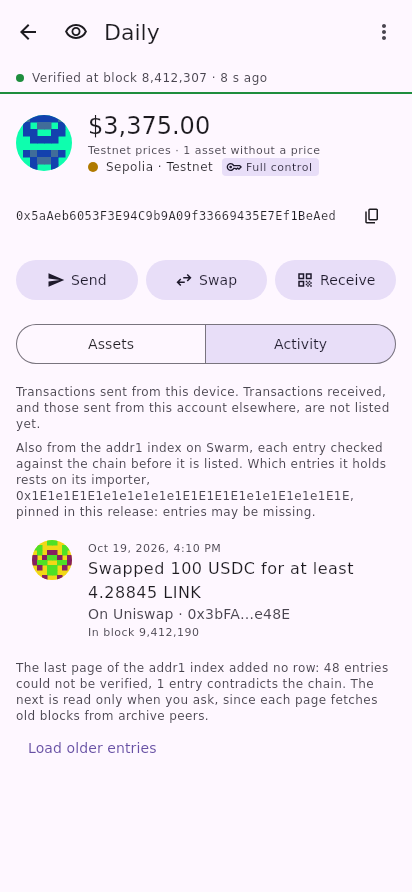 Daily
Verified at block 8,412,307 · 8 s ago
$3,375.00
Testnet prices · 1 asset without a price
Sepolia · Testnet
Full control
0x5aAeb6053F3E94C9b9A09f33669435E7Ef1BeAed
Send
Swap
Receive
Assets
Activity
Transactions sent from this device. Transactions received,
and those sent from this account elsewhere, are not listed
yet.
Also from the addr1 index on Swarm, each entry checked
against the chain before it is listed. Which entries it holds
rests on its importer,
0x1E1e1E1E1e1e1e1e1e1E1E1E1E1e1E1e1e1e1E1E,
pinned in this release: entries may be missing.
Oct 19, 2026, 4:10 PM
Swapped 100 USDC for at least
4.28845 LINK
On Uniswap · 0x3bFA…e48E
In block 9,412,190
The last page of the addr1 index added no row: 48 entries
could not be verified, 1 entry contradicts the chain. The
next is read only when you ask, since each page fetches
old blocks from archive peers.
Load older entries